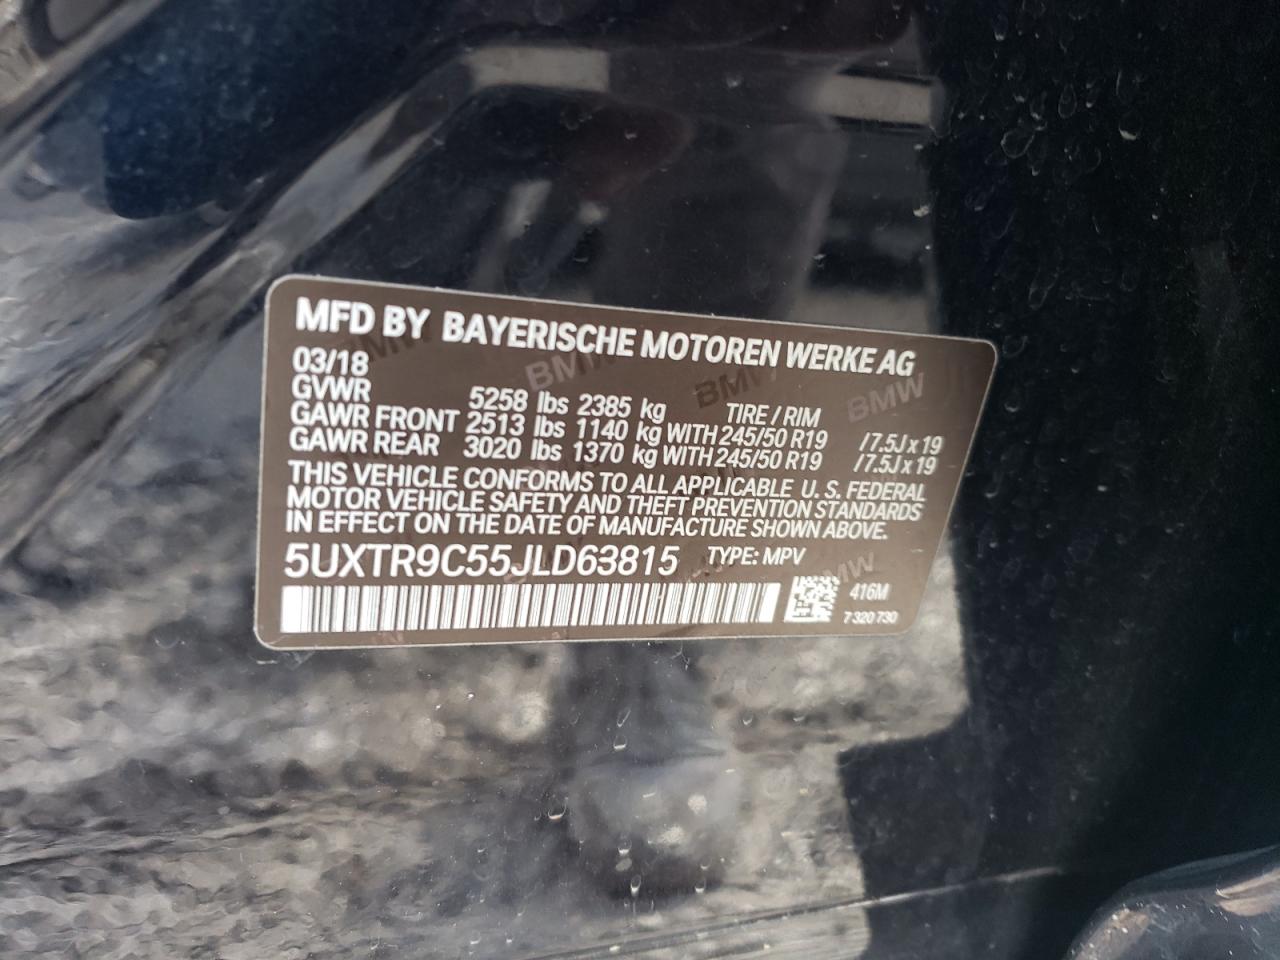 MFD BY BAYERISCHE MOTOREN WERKE AG
03/18
GVWR 5258 lbs 2385 kg TIRE / RIM
GAWR FRONT 2513 lbs 1140 kg WITH 245/50 R19 /7.5J x 19
GAWR REAR 3020 lbs 1370 kg WITH 245/50 R19 /7.5J x 19
THIS VEHICLE CONFORMS TO ALL APPLICABLE U. S. FEDERAL
MOTOR VEHICLE SAFETY AND THEFT PREVENTION STANDARDS
IN EFFECT ON THE DATE OF MANUFACTURE SHOWN ABOVE.
5UXTR9C55JLD63815 TYPE: MPV
416M
7 320 730